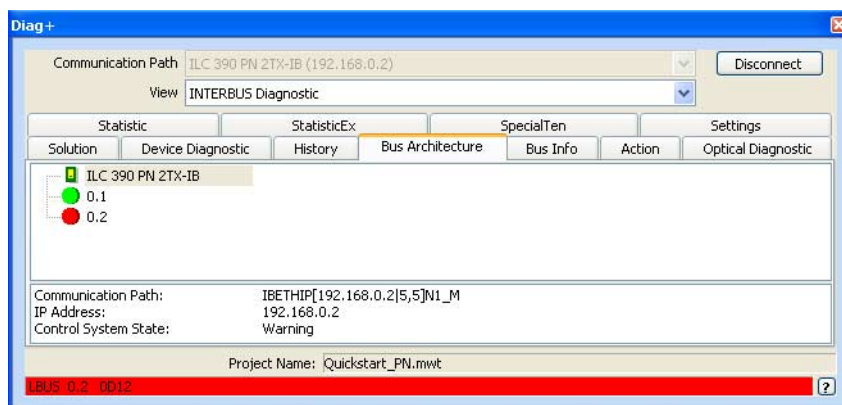 Diag+
Communication Path ILC 390 PN 2TX-IB (192.168.0.2) Disconnect
View INTERBUS Diagnostic
Statistic StatisticEx SpecialTen Settings
Solution Device Diagnostic History Bus Architecture Bus Info Action Optical Diagnostic
ILC 390 PN 2TX-IB
0.1
0.2
Communication Path: IBETHIP[192.168.0.2|5,5]N1_M
IP Address: 192.168.0.2
Control System State: Warning
Project Name: Quickstart_PN.mwt
LBUS 0.2 0D12 ?